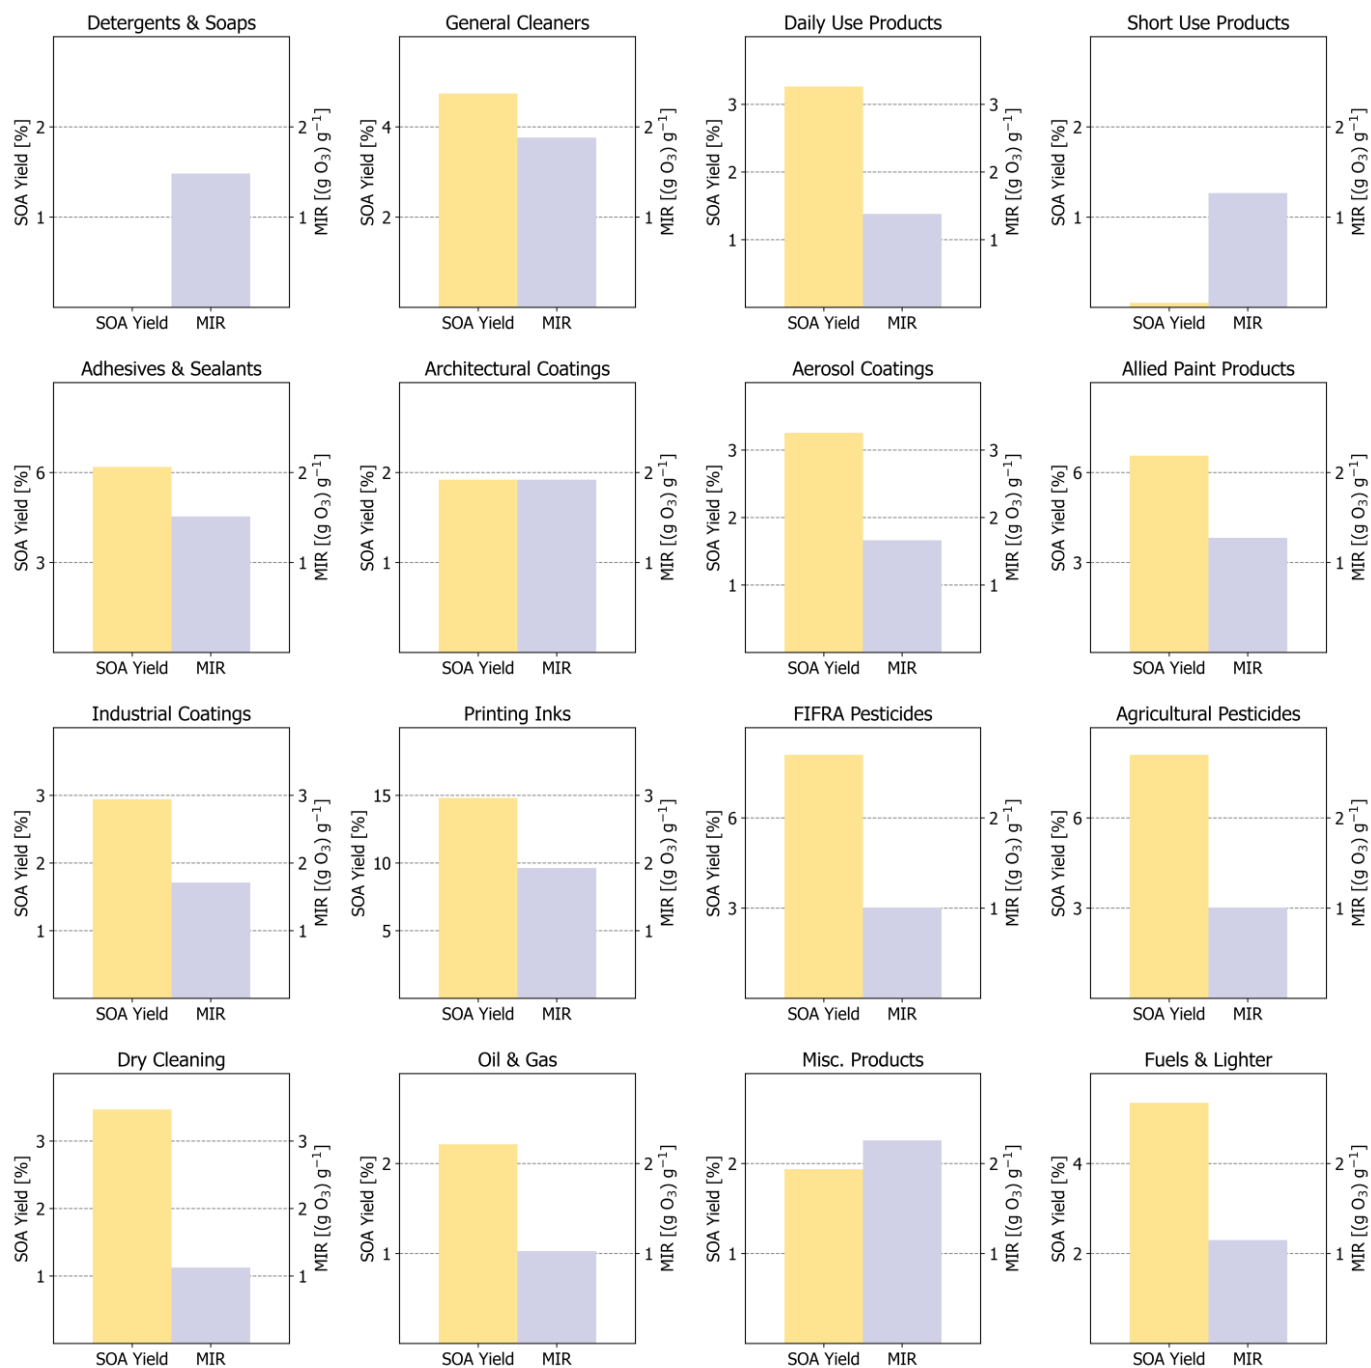 Detergents & Soaps
SOA Yield [%]
2
1
2
1
MIR [(g O₃) g⁻¹]
SOA Yield MIR
General Cleaners
SOA Yield [%]
4
2
2
1
MIR [(g O₃) g⁻¹]
SOA Yield MIR
Daily Use Products
SOA Yield [%]
3
2
1
3
2
1
MIR [(g O₃) g⁻¹]
SOA Yield MIR
Short Use Products
SOA Yield [%]
2
1
2
1
MIR [(g O₃) g⁻¹]
SOA Yield MIR
Adhesives & Sealants
SOA Yield [%]
6
3
2
1
MIR [(g O₃) g⁻¹]
SOA Yield MIR
Architectural Coatings
SOA Yield [%]
2
1
2
1
MIR [(g O₃) g⁻¹]
SOA Yield MIR
Aerosol Coatings
SOA Yield [%]
3
2
1
3
2
1
MIR [(g O₃) g⁻¹]
SOA Yield MIR
Allied Paint Products
SOA Yield [%]
6
3
2
1
MIR [(g O₃) g⁻¹]
SOA Yield MIR
Industrial Coatings
SOA Yield [%]
3
2
1
3
2
1
MIR [(g O₃) g⁻¹]
SOA Yield MIR
Printing Inks
SOA Yield [%]
15
10
5
3
2
1
MIR [(g O₃) g⁻¹]
SOA Yield MIR
FIFRA Pesticides
SOA Yield [%]
6
3
2
1
MIR [(g O₃) g⁻¹]
SOA Yield MIR
Agricultural Pesticides
SOA Yield [%]
6
3
2
1
MIR [(g O₃) g⁻¹]
SOA Yield MIR
Dry Cleaning
SOA Yield [%]
3
2
1
3
2
1
MIR [(g O₃) g⁻¹]
SOA Yield MIR
Oil & Gas
SOA Yield [%]
2
1
2
1
MIR [(g O₃) g⁻¹]
SOA Yield MIR
Misc. Products
SOA Yield [%]
2
1
2
1
MIR [(g O₃) g⁻¹]
SOA Yield MIR
Fuels & Lighter
SOA Yield [%]
4
2
2
1
MIR [(g O₃) g⁻¹]
SOA Yield MIR